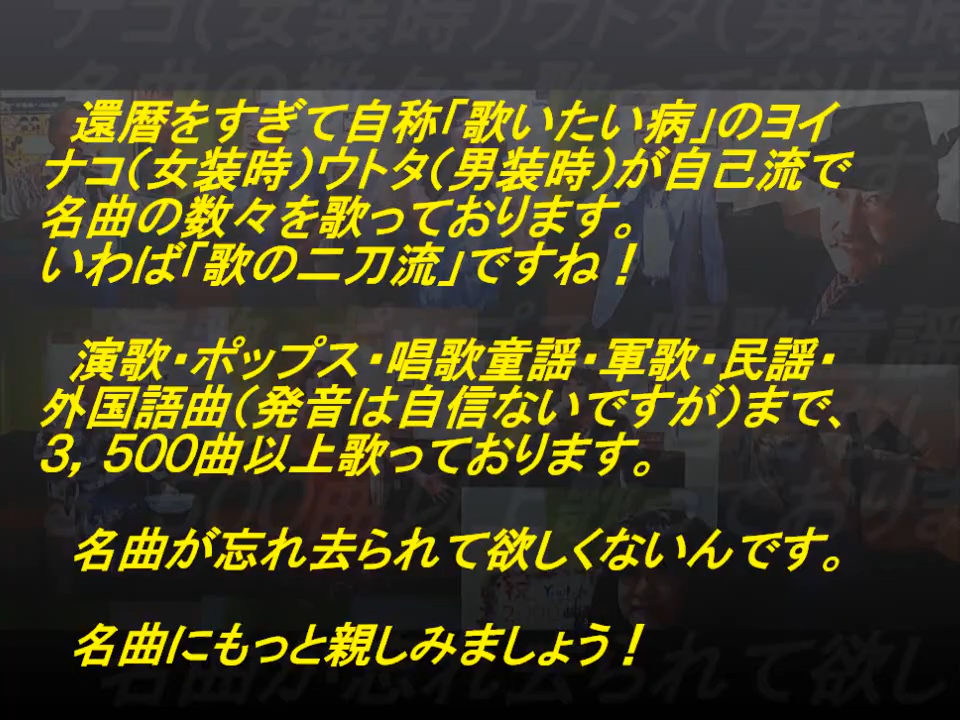 還暦をすぎて自称「歌いたい病」のヨイ
ナコ（女装時）ウトタ（男装時）が自己流で
名曲の数々を歌っております。
いわば「歌の二刀流」ですね！
演歌・ポップス・唱歌童謡・軍歌・民謡・
外国語曲（発音は自信ないですが）まで、
３，５００曲以上歌っております。
名曲が忘れ去られて欲しくないんです。
名曲にもっと親しみましょう！